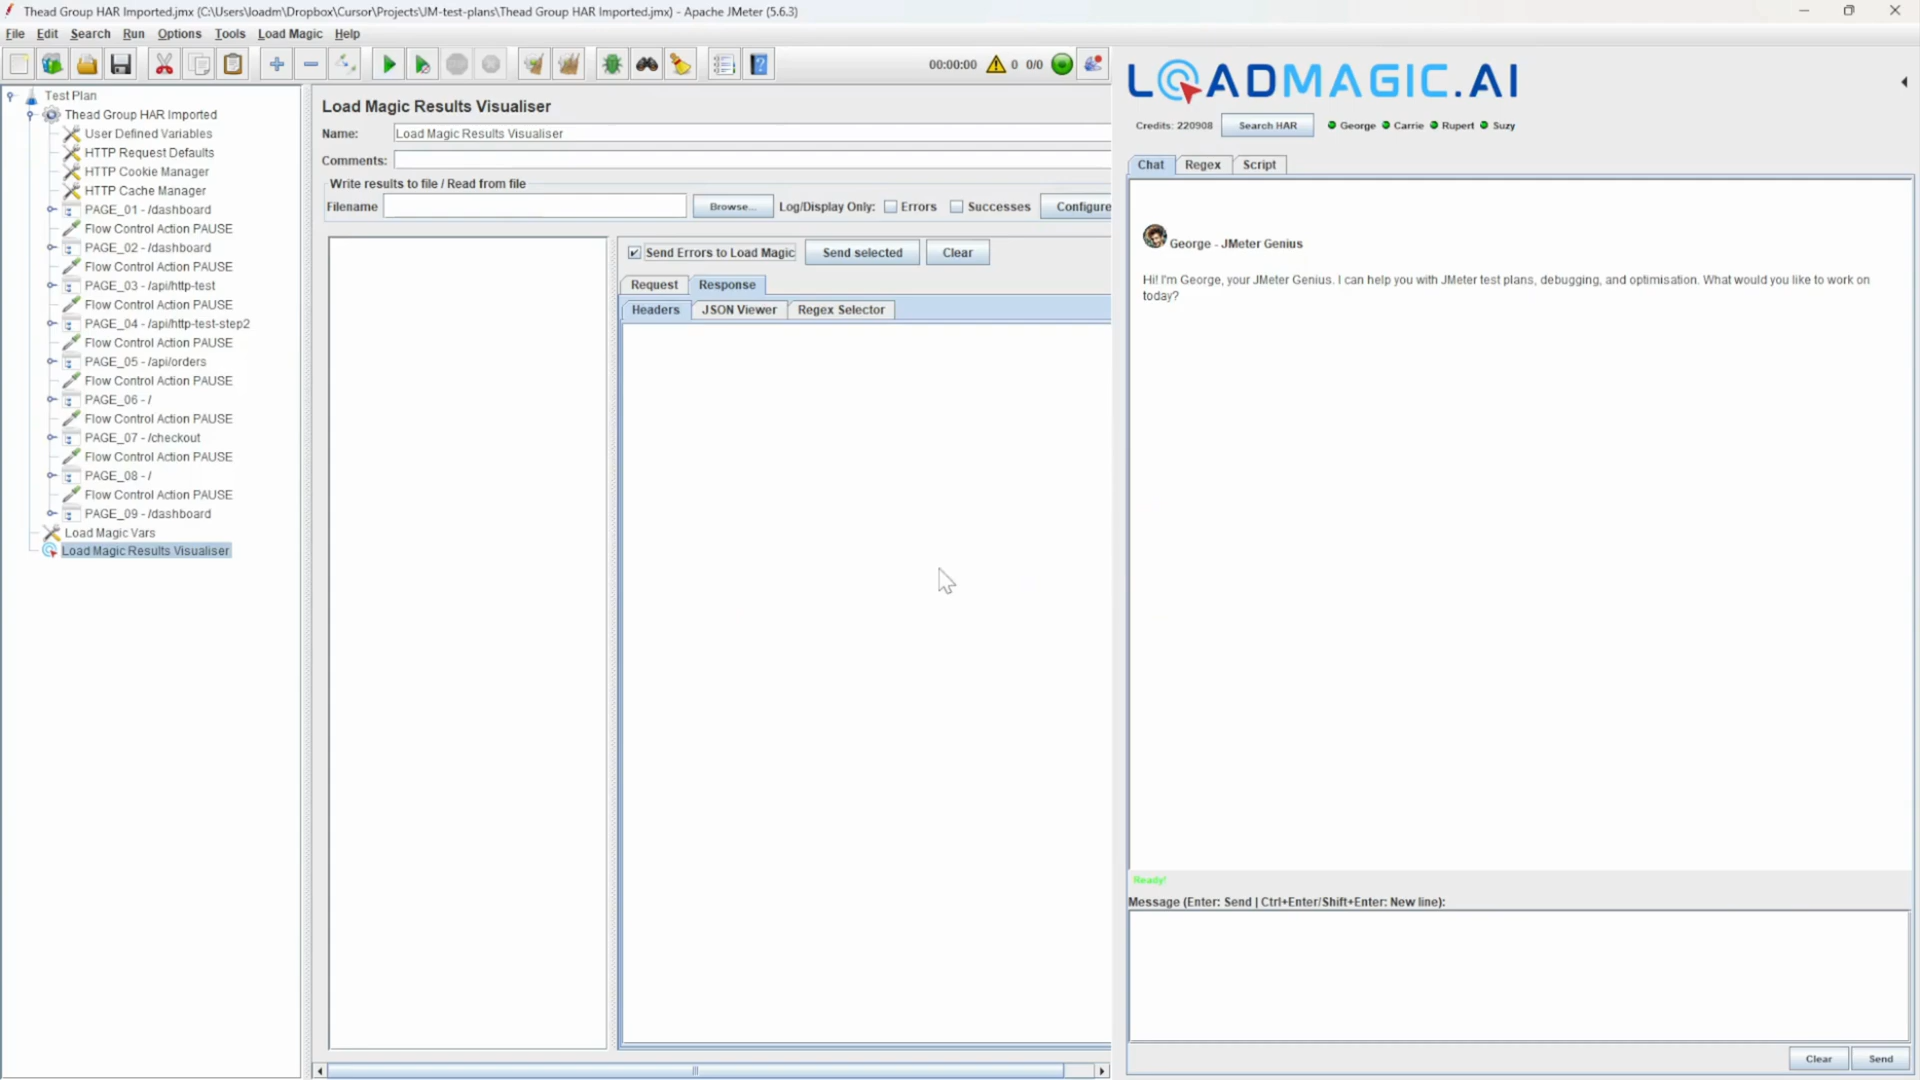 Thead Group HAR Imported.jmx (C:\Users\loadm\Dropbox\Cursor\Projects\JM-test-plans\Thead Group HAR Imported.jmx) - Apache JMeter (5.6.3)
File Edit Search Run Options Tools Load Magic Help
00:00:00 0 0/0
Test Plan
Thead Group HAR Imported
User Defined Variables
HTTP Request Defaults
HTTP Cookie Manager
HTTP Cache Manager
PAGE_01 - /dashboard
Flow Control Action PAUSE
PAGE_02 - /dashboard
Flow Control Action PAUSE
PAGE_03 - /api/http-test
Flow Control Action PAUSE
PAGE_04 - /api/http-test-step2
Flow Control Action PAUSE
PAGE_05 - /api/orders
Flow Control Action PAUSE
PAGE_06 - /
Flow Control Action PAUSE
PAGE_07 - /checkout
Flow Control Action PAUSE
PAGE_08 - /
Flow Control Action PAUSE
PAGE_09 - /dashboard
Load Magic Vars
Load Magic Results Visualiser
Load Magic Results Visualiser
Name: Load Magic Results Visualiser
Comments:
Write results to file / Read from file
Filename Browse... Log/Display Only: Errors Successes Configure
Send Errors to Load Magic Send selected Clear
Request Response
Headers JSON Viewer Regex Selector
LOADMAGIC.AI
Credits: 220908 Search HAR George Carrie Rupert Suzy
Chat Regex Script
George - JMeter Genius
Hi! I'm George, your JMeter Genius. I can help you with JMeter test plans, debugging, and optimisation. What would you like to work on
today?
Ready!
Message (Enter: Send | Ctrl+Enter/Shift+Enter: New line):
Clear Send